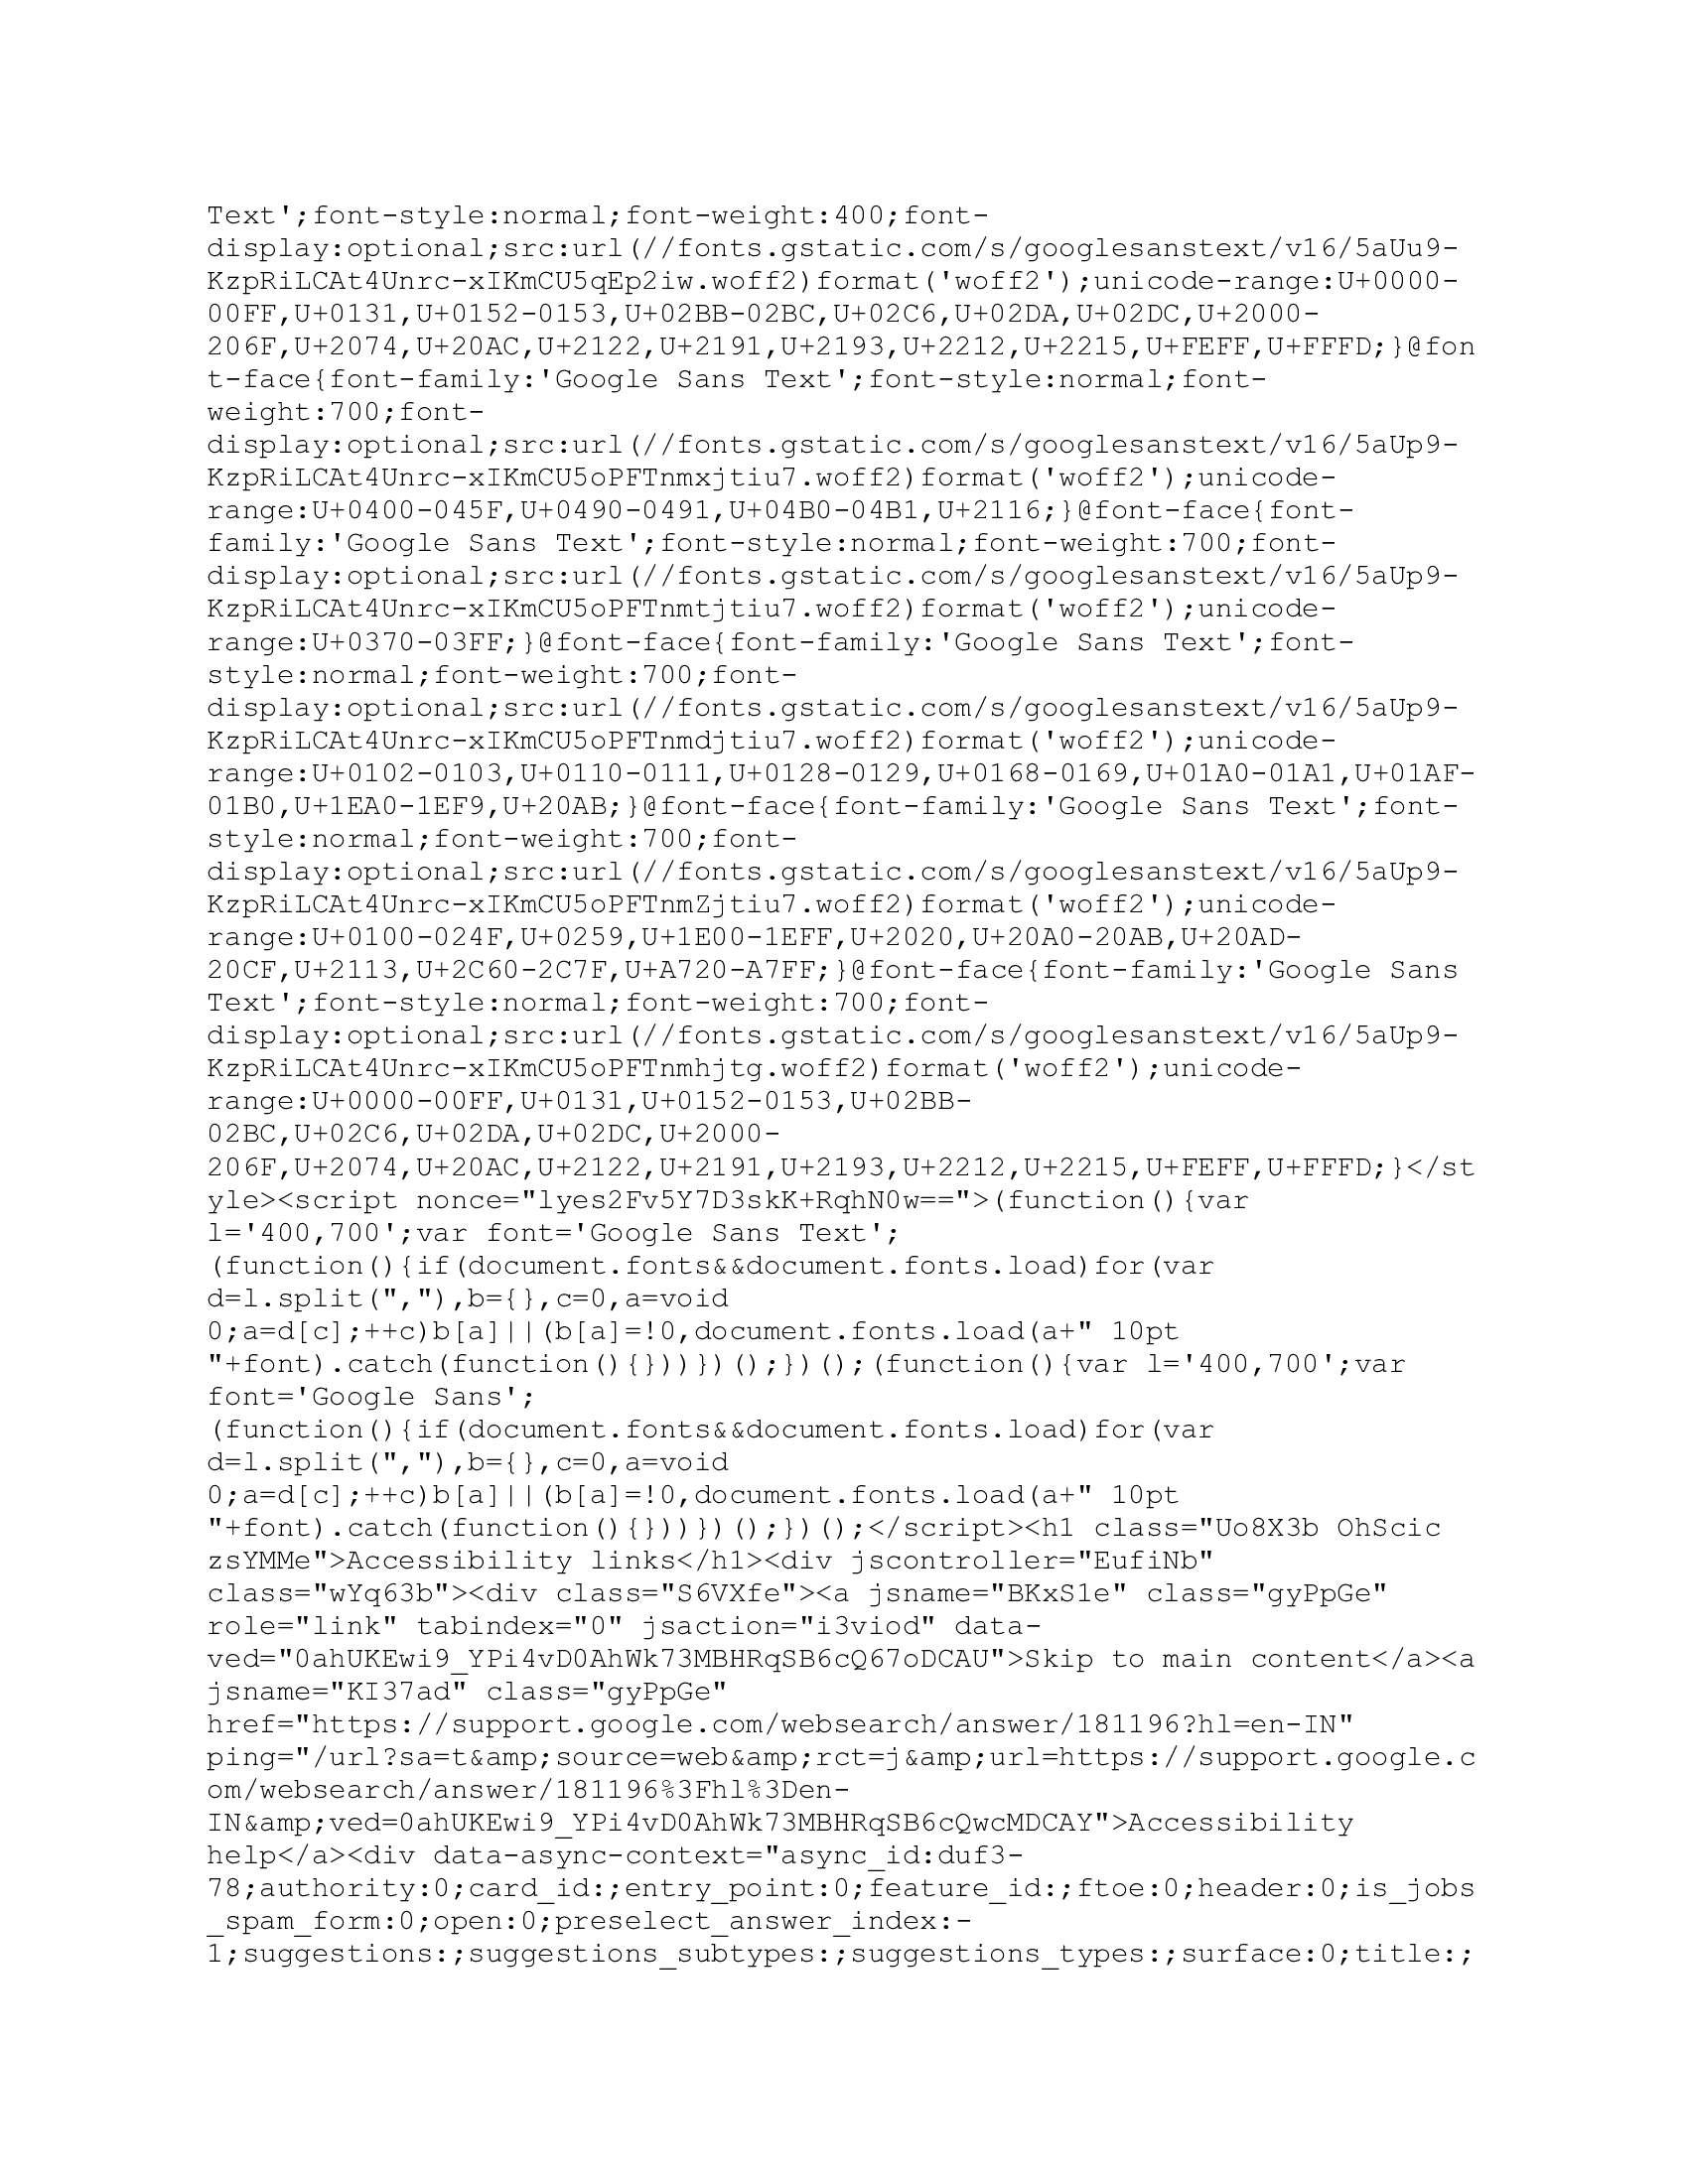 Text';font-style:normal;font-weight:400;font-
display:optional;src:url(//fonts.gstatic.com/s/googlesanstext/v16/5aUu9-
KzpRiLCAt4Unrc-xIKmCU5qEp2iw.woff2)format('woff2');unicode-range:U+0000-
00FF,U+0131,U+0152-0153,U+02BB-02BC,U+02C6,U+02DA,U+02DC,U+2000-
206F,U+2074,U+20AC,U+2122,U+2191,U+2193,U+2212,U+2215,U+FEFF,U+FFFD;}@fon
t-face{font-family:'Google Sans Text';font-style:normal;font-
weight:700;font-
display:optional;src:url(//fonts.gstatic.com/s/googlesanstext/v16/5aUp9-
KzpRiLCAt4Unrc-xIKmCU5oPFTnmxjtiu7.woff2)format('woff2');unicode-
range:U+0400-045F,U+0490-0491,U+04B0-04B1,U+2116;}@font-face{font-
family:'Google Sans Text';font-style:normal;font-weight:700;font-
display:optional;src:url(//fonts.gstatic.com/s/googlesanstext/v16/5aUp9-
KzpRiLCAt4Unrc-xIKmCU5oPFTnmtjtiu7.woff2)format('woff2');unicode-
range:U+0370-03FF;}@font-face{font-family:'Google Sans Text';font-
style:normal;font-weight:700;font-
display:optional;src:url(//fonts.gstatic.com/s/googlesanstext/v16/5aUp9-
KzpRiLCAt4Unrc-xIKmCU5oPFTnmdjtiu7.woff2)format('woff2');unicode-
range:U+0102-0103,U+0110-0111,U+0128-0129,U+0168-0169,U+01A0-01A1,U+01AF-
01B0,U+1EA0-1EF9,U+20AB;}@font-face{font-family:'Google Sans Text';font-
style:normal;font-weight:700;font-
display:optional;src:url(//fonts.gstatic.com/s/googlesanstext/v16/5aUp9-
KzpRiLCAt4Unrc-xIKmCU5oPFTnmZjtiu7.woff2)format('woff2');unicode-
range:U+0100-024F,U+0259,U+1E00-1EFF,U+2020,U+20A0-20AB,U+20AD-
20CF,U+2113,U+2C60-2C7F,U+A720-A7FF;}@font-face{font-family:'Google Sans
Text';font-style:normal;font-weight:700;font-
display:optional;src:url(//fonts.gstatic.com/s/googlesanstext/v16/5aUp9-
KzpRiLCAt4Unrc-xIKmCU5oPFTnmhjtg.woff2)format('woff2');unicode-
range:U+0000-00FF,U+0131,U+0152-0153,U+02BB-
02BC,U+02C6,U+02DA,U+02DC,U+2000-
206F,U+2074,U+20AC,U+2122,U+2191,U+2193,U+2212,U+2215,U+FEFF,U+FFFD;}</st
yle><script nonce="lyes2Fv5Y7D3skK+RqhN0w==">(function(){var
l='400,700';var font='Google Sans Text';
(function(){if(document.fonts&&document.fonts.load)for(var
d=l.split(","),b={},c=0,a=void
0;a=d[c];++c)b[a]||(b[a]=!0,document.fonts.load(a+" 10pt
"+font).catch(function(){}))})();})();(function(){var l='400,700';var
font='Google Sans';
(function(){if(document.fonts&&document.fonts.load)for(var
d=l.split(","),b={},c=0,a=void
0;a=d[c];++c)b[a]||(b[a]=!0,document.fonts.load(a+" 10pt
"+font).catch(function(){}))})();})();</script><h1 class="Uo8X3b OhScic
zsYMMe">Accessibility links</h1><div jscontroller="EufiNb"
class="wYq63b"><div class="S6VXfe"><a jsname="BKxS1e" class="gyPpGe"
role="link" tabindex="0" jsaction="i3viod" data-
ved="0ahUKEwi9_YPi4vD0AhWk73MBHRqSB6cQ67oDCAU">Skip to main content</a><a
jsname="KI37ad" class="gyPpGe"
href="https://support.google.com/websearch/answer/181196?hl=en-IN"
ping="/url?sa=t&amp;source=web&amp;rct=j&amp;url=https://support.google.c
om/websearch/answer/181196%3Fhl%3Den-
IN&amp;ved=0ahUKEwi9_YPi4vD0AhWk73MBHRqSB6cQwcMDCAY">Accessibility
help</a><div data-async-context="async_id:duf3-
78;authority:0;card_id:;entry_point:0;feature_id:;ftoe:0;header:0;is_jobs
_spam_form:0;open:0;preselect_answer_index:-
1;suggestions:;suggestions_subtypes:;suggestions_types:;surface:0;title:;